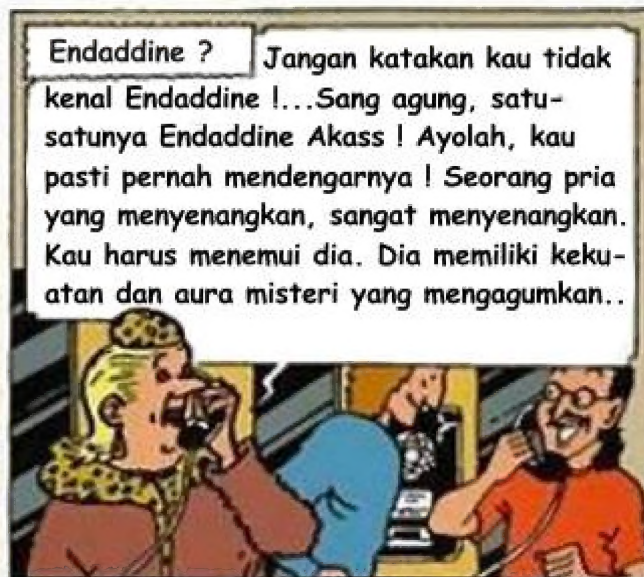 Endaddine ? Jangan katakan kau tidak
kenal Endaddine !...Sang agung, satu-
satunya Endaddine Akass ! Ayolah, kau
pasti pernah mendengarnya ! Seorang pria
yang menyenangkan, sangat menyenangkan.
Kau harus menemui dia. Dia memiliki keku-
atan dan aura misteri yang mengagumkan..